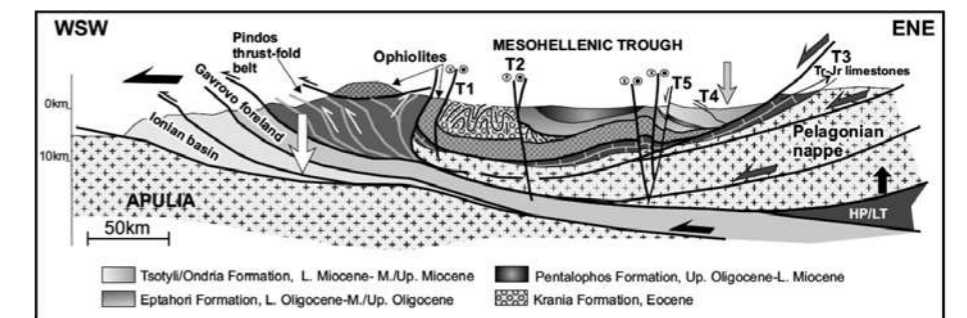 WSW
ENE
Pindos
thrust-fold
belt
Ophiolites
MESOHELLENIC TROUGH
T1
T2
T3
Tr-Jr limestones
T5
T4
Gavrovo foreland
Ionian basin
0km
10km
Pelagonian
nappe
APULIA
HP/LT
50km
Tsotyli/Ondria Formation, L. Miocene- M./Up. Miocene
Pentalophos Formation, Up. Oligocene-L. Miocene
Eptahori Formation, L. Oligocene-M./Up. Oligocene
Krania Formation, Eocene